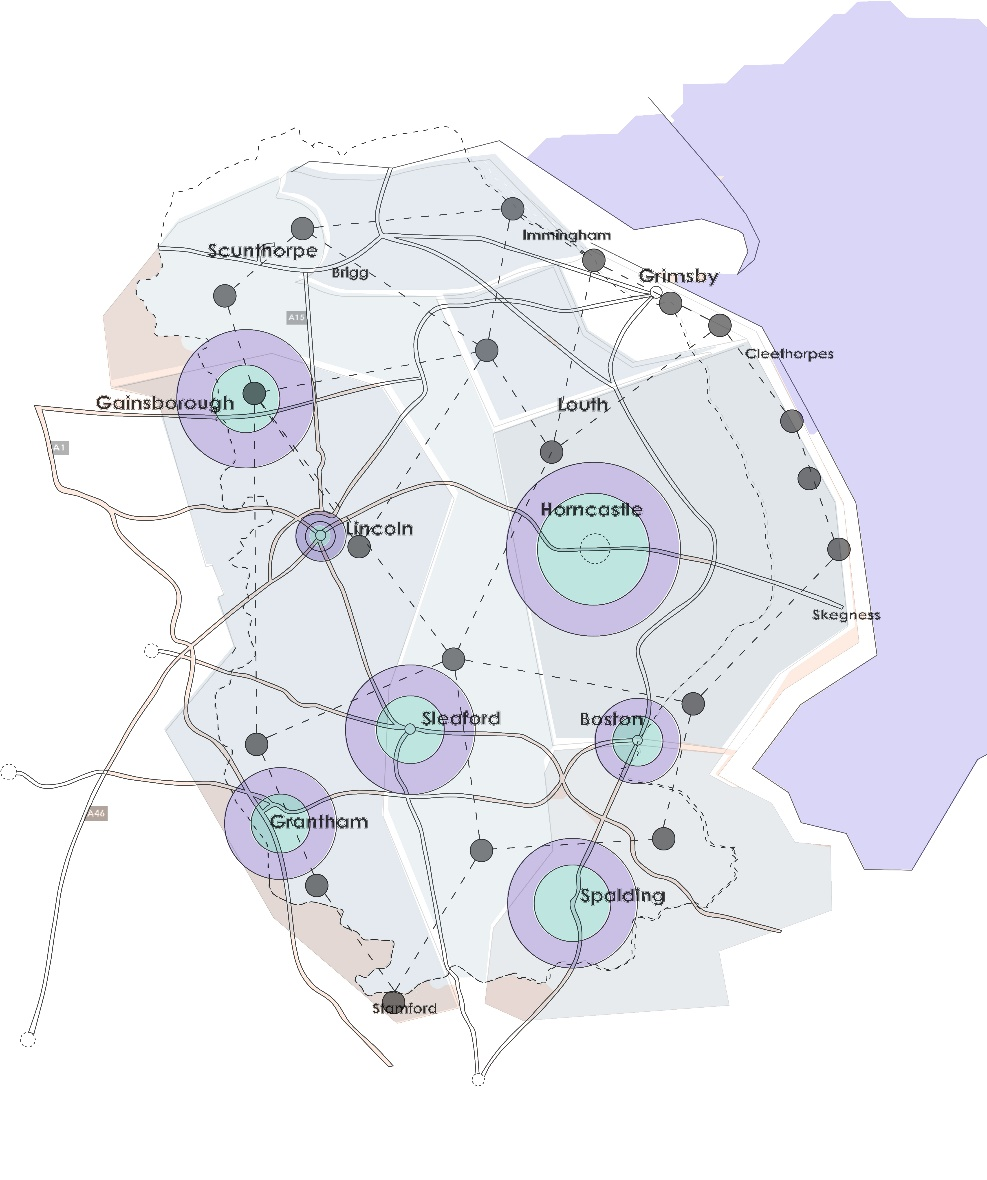 Immingham
Scunthorpe
Brigg
Grimsby
A15
Cleethorpes
Gainsborough
Louth
A1
Horncastle
Lincoln
Skegness
Sleaford
Boston
A46
Grantham
Spalding
Stamford